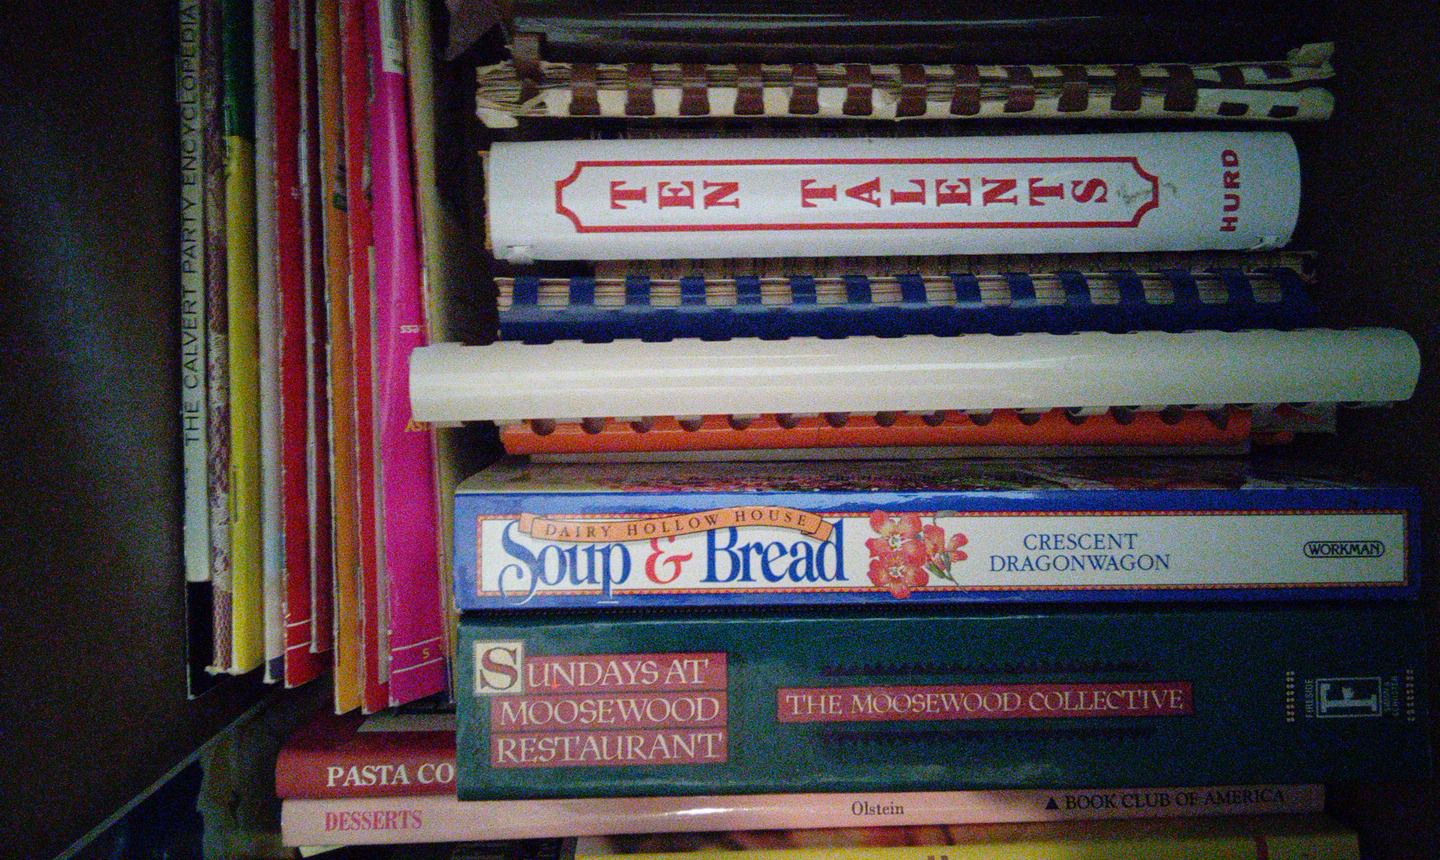 THE CALVERT PARTY ENCYCLOPEDIA
TEN TALENTS
HURD
DAIRY HOLLOW HOUSE
Soup & Bread
CRESCENT
DRAGONWAGON
WORKMAN
SUNDAYS AT
MOOSEWOOD
RESTAURANT
THE MOOSEWOOD COLLECTIVE
FIRESIDE
F
PASTA CO
DESSERTS
Olstein
BOOK CLUB OF AMERICA
5